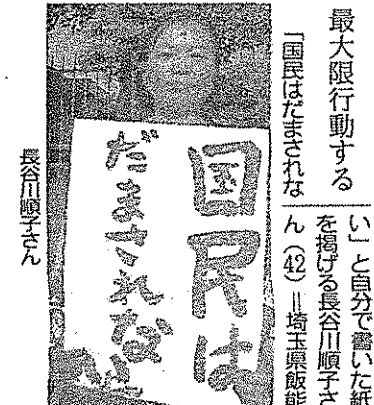 最大限行動する
「国民はだまされな
い」と自分で書いた紙
を掲げる長谷川順子さ
ん(42)=埼玉県飯能
国民は
だまされない
長谷川順子さん